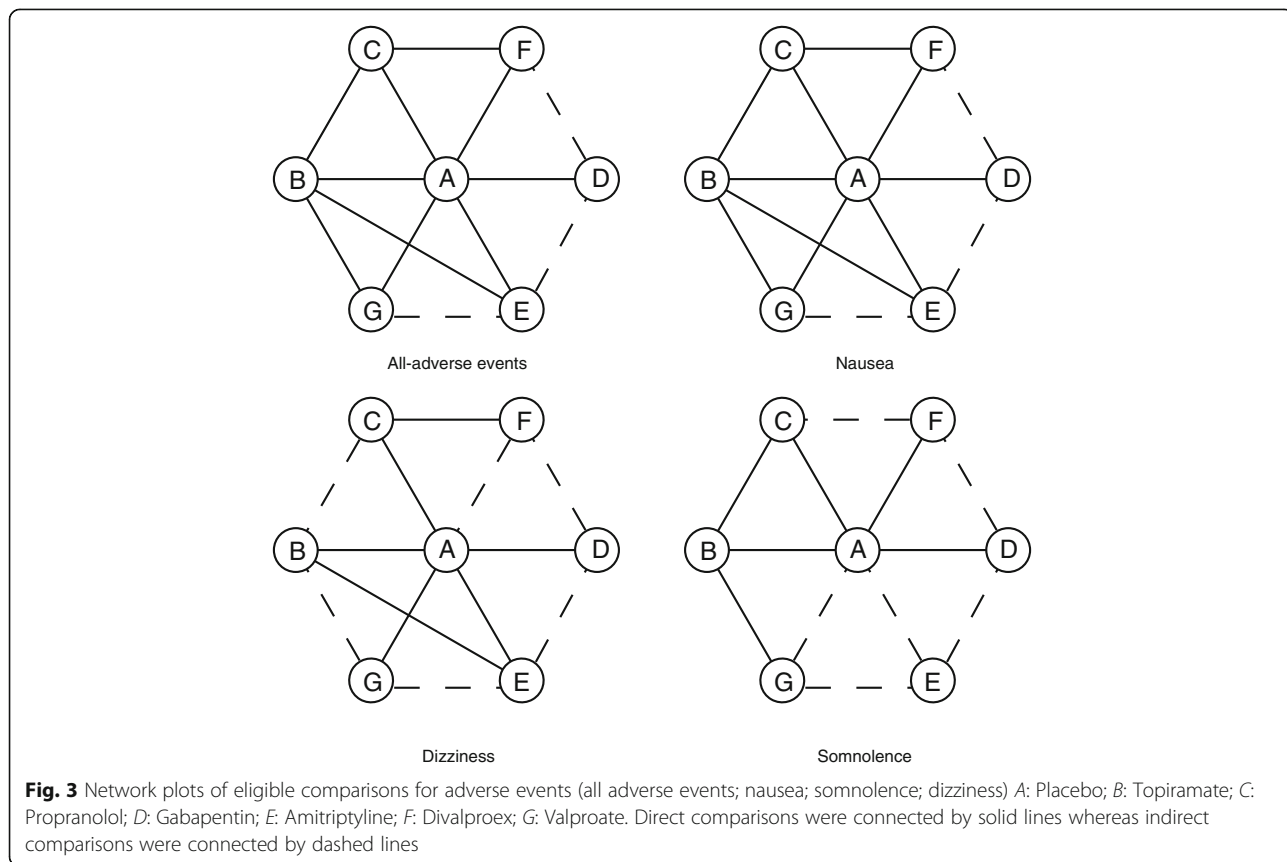 C F C F
B A D B A D
G E G E
All-adverse events Nausea
C F C F
B A D B A D
G E G E
Dizziness Somnolence
Fig. 3 Network plots of eligible comparisons for adverse events (all adverse events; nausea; somnolence; dizziness) A: Placebo; B: Topiramate; C:
Propranolol; D: Gabapentin; E: Amitriptyline; F: Divalproex; G: Valproate. Direct comparisons were connected by solid lines whereas indirect
comparisons were connected by dashed lines